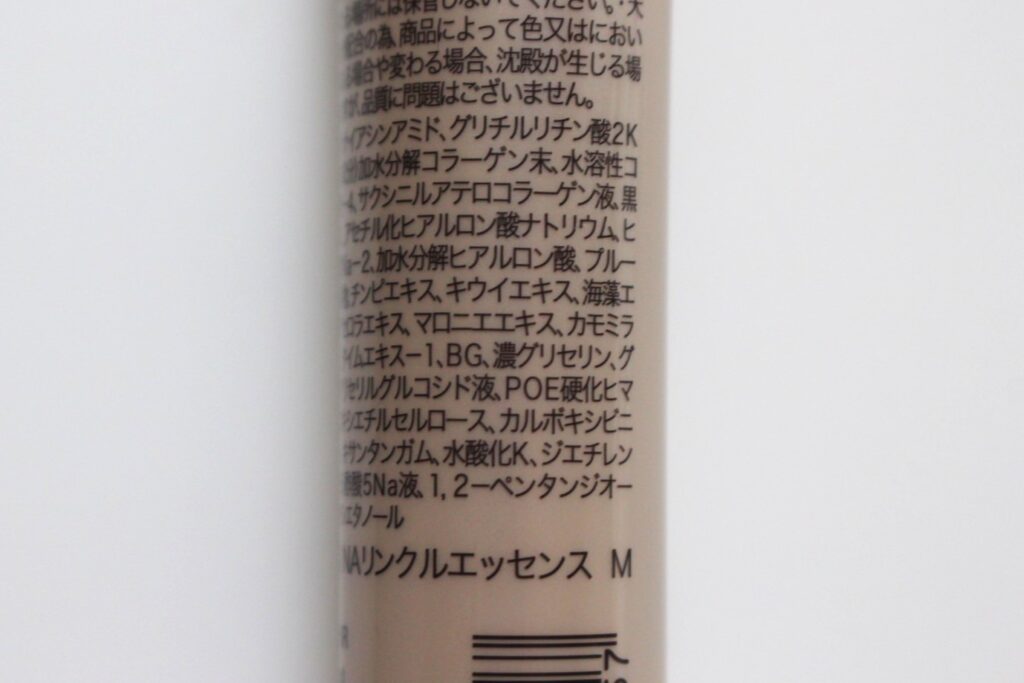 場所には保管しないでください。・天
配合の為、商品によって色又はにおい
場合や変わる場合、沈殿が生じる場
が、品質に問題はございません。
イアシンアミド、グリチルリチン酸2K
加水分解コラーゲン末、水溶性コ
サクシニルアテロコラーゲン液、黒
アセチル化ヒアルロン酸ナトリウム、ヒ
ー2、加水分解ヒアルロン酸、プルー
チンピエキス、キウイエキス、海藻エ
ロラエキス、マロニエエキス、カモミラ
イムエキスー1、BG、濃グリセリン、グ
セリルグルコシド液、POE硬化ヒマ
シエチルセルロース、カルボキシビニ
サンタンガム、水酸化K、ジエチレン
酸5Na液、1, 2ーペンタンジオー
エタノール
NAリンクルエッセンス M